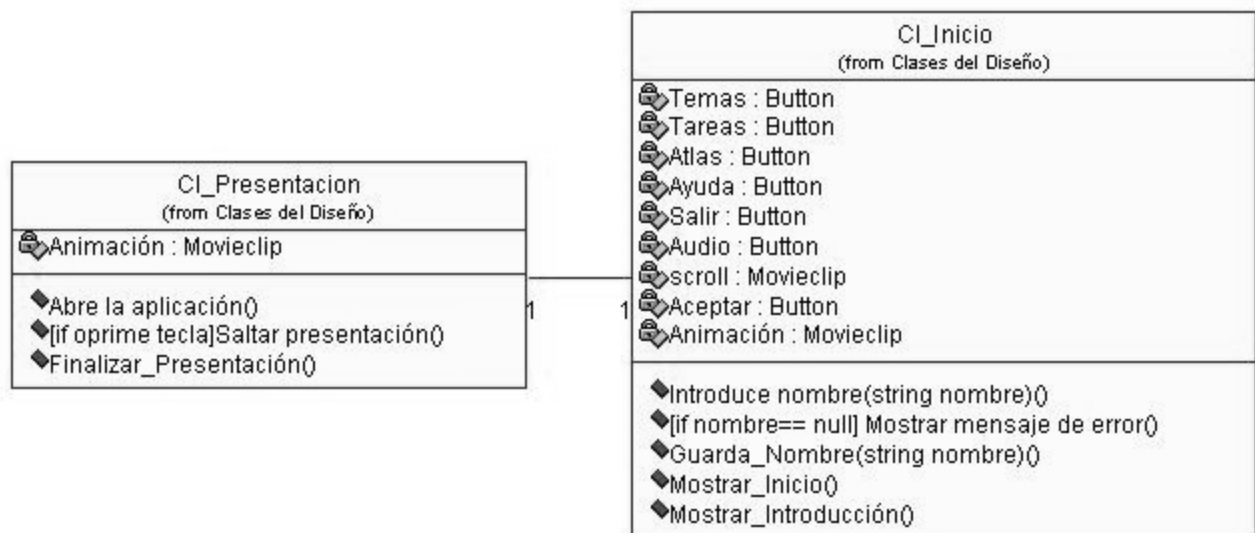 CI_Presentacion
(from Clases del Diseño)
Animación : Movieclip
Abre la aplicación()
[if oprime tecla]Saltar presentación()
Finalizar_Presentación()
1
1
CI_Inicio
(from Clases del Diseño)
Temas : Button
Tareas : Button
Atlas : Button
Ayuda : Button
Salir : Button
Audio : Button
scroll : Movieclip
Aceptar : Button
Animación : Movieclip
Introduce nombre(string nombre)()
[if nombre== null] Mostrar mensaje de error()
Guarda_Nombre(string nombre)()
Mostrar_Inicio()
Mostrar_Introducción()